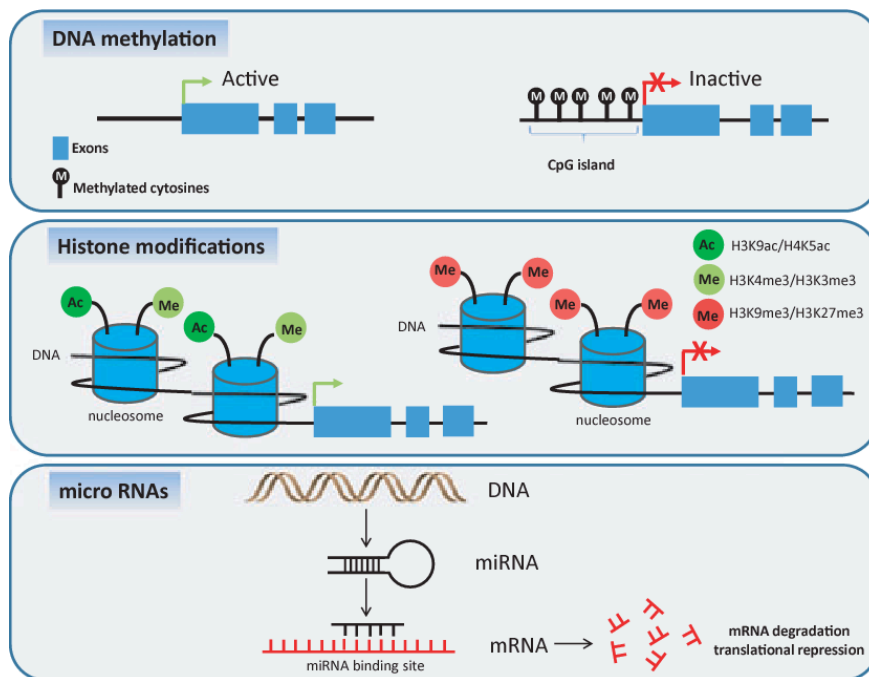 DNA methylation
Active
Inactive
M M M M M
Exons
M
Methylated cytosines
CpG island
Histone modifications
Ac
H3K9ac/H4K5ac
Me
H3K4me3/H3K3me3
Me
H3K9me3/H3K27me3
Ac
Me
Ac
Me
Me
Me
Me
Me
DNA
nucleosome
DNA
nucleosome
micro RNAs
DNA
miRNA
mRNA
miRNA binding site
mRNA degradation
translational repression